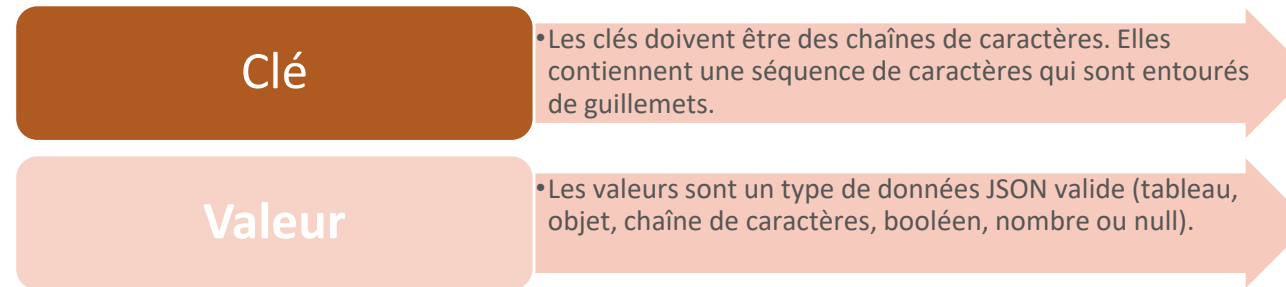 Clé
•Les clés doivent être des chaînes de caractères. Elles
contiennent une séquence de caractères qui sont entourés
de guillemets.
Valeur
•Les valeurs sont un type de données JSON valide (tableau,
objet, chaîne de caractères, booléen, nombre ou null).